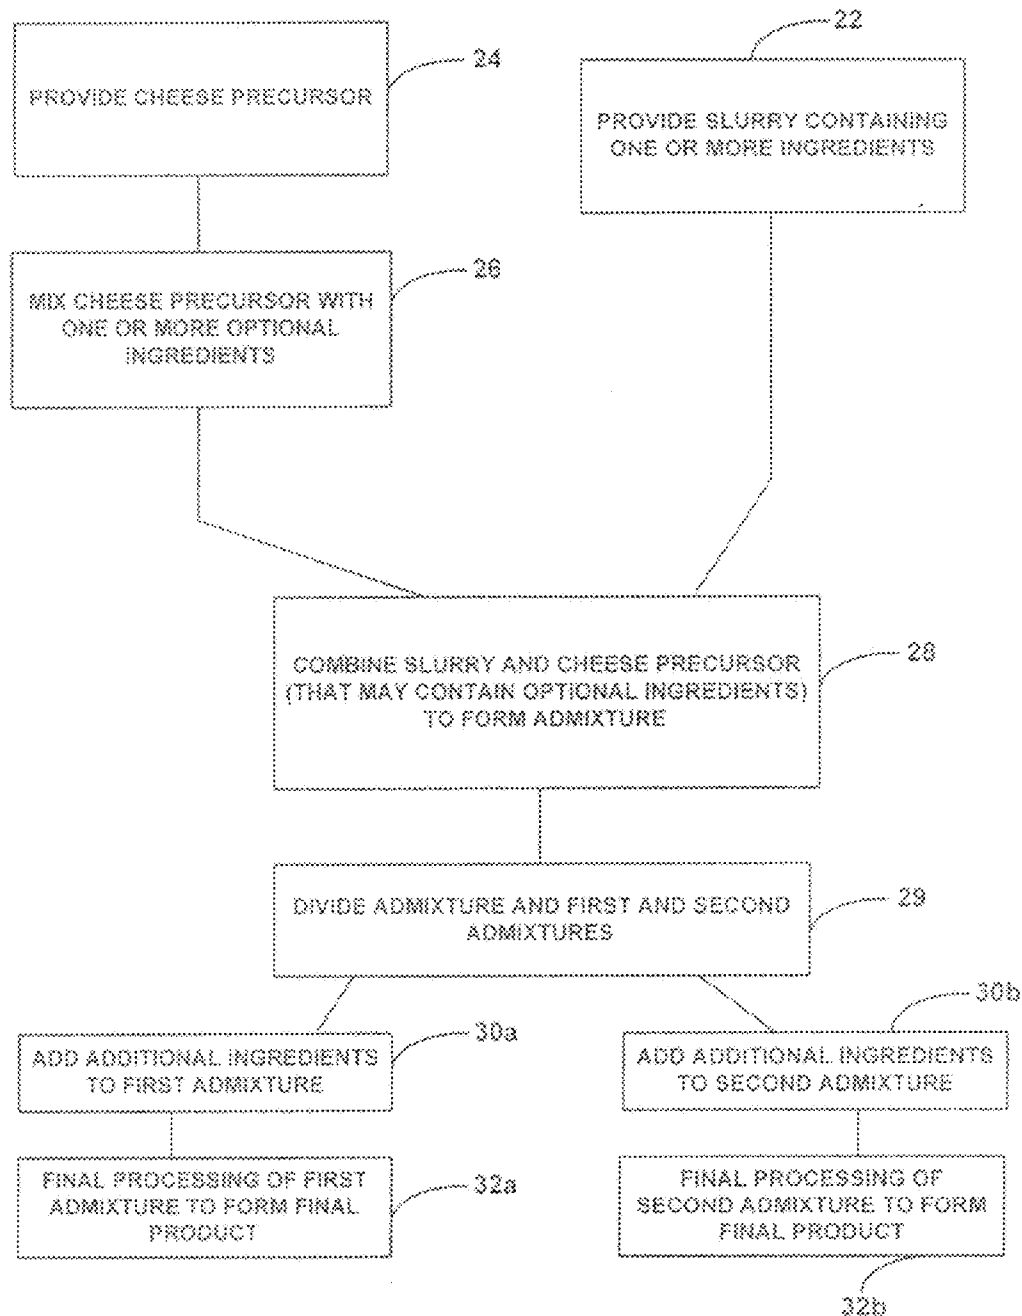 24
PROVIDE CHEESE PRECURSOR
22
PROVIDE SLURRY CONTAINING
ONE OR MORE INGREDIENTS
26
MIX CHEESE PRECURSOR WITH
ONE OR MORE OPTIONAL
INGREDIENTS
28
COMBINE SLURRY AND CHEESE PRECURSOR
(THAT MAY CONTAIN OPTIONAL INGREDIENTS)
TO FORM ADMIXTURE
29
DIVIDE ADMIXTURE AND FIRST AND SECOND
ADMIXTURES
30a
ADD ADDITIONAL INGREDIENTS
TO FIRST ADMIXTURE
30b
ADD ADDITIONAL INGREDIENTS
TO SECOND ADMIXTURE
32a
FINAL PROCESSING OF FIRST
ADMIXTURE TO FORM FINAL
PRODUCT
FINAL PROCESSING OF
SECOND ADMIXTURE TO FORM
FINAL PRODUCT
32b